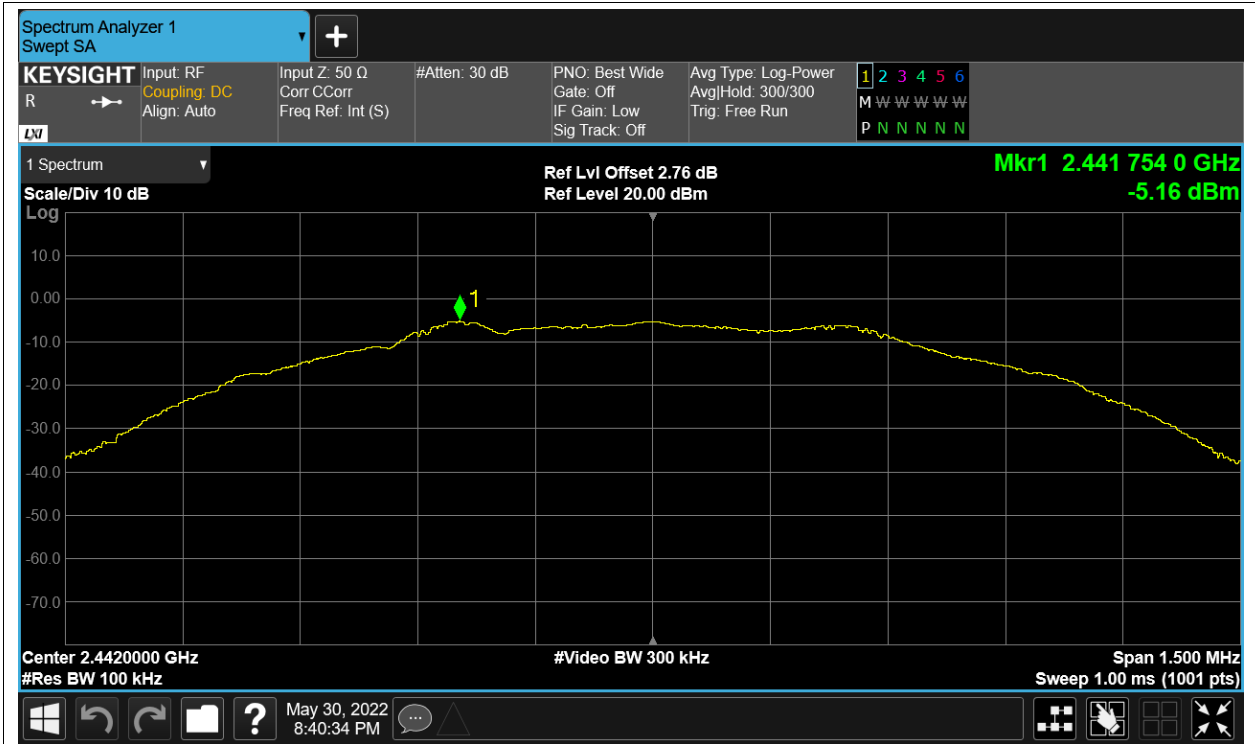 Spectrum Analyzer 1
Swept SA
KEYSIGHT
R
LXI
Input: RF
Coupling: DC
Align: Auto
Input Z: 50 Ω
Corr CCorr
Freq Ref: Int (S)
#Atten: 30 dB
PNO: Best Wide
Gate: Off
IF Gain: Low
Sig Track: Off
Avg Type: Log-Power
Avg|Hold: 300/300
Trig: Free Run
1 2 3 4 5 6
M W W W W W
P N N N N N
1 Spectrum
Scale/Div 10 dB
Log
Ref Lvl Offset 2.76 dB
Ref Level 20.00 dBm
Mkr1 2.441 754 0 GHz
-5.16 dBm
10.0
0.00
1
-10.0
-20.0
-30.0
-40.0
-50.0
-60.0
-70.0
Center 2.4420000 GHz
#Res BW 100 kHz
#Video BW 300 kHz
Span 1.500 MHz
Sweep 1.00 ms (1001 pts)
?
May 30, 2022
8:40:34 PM